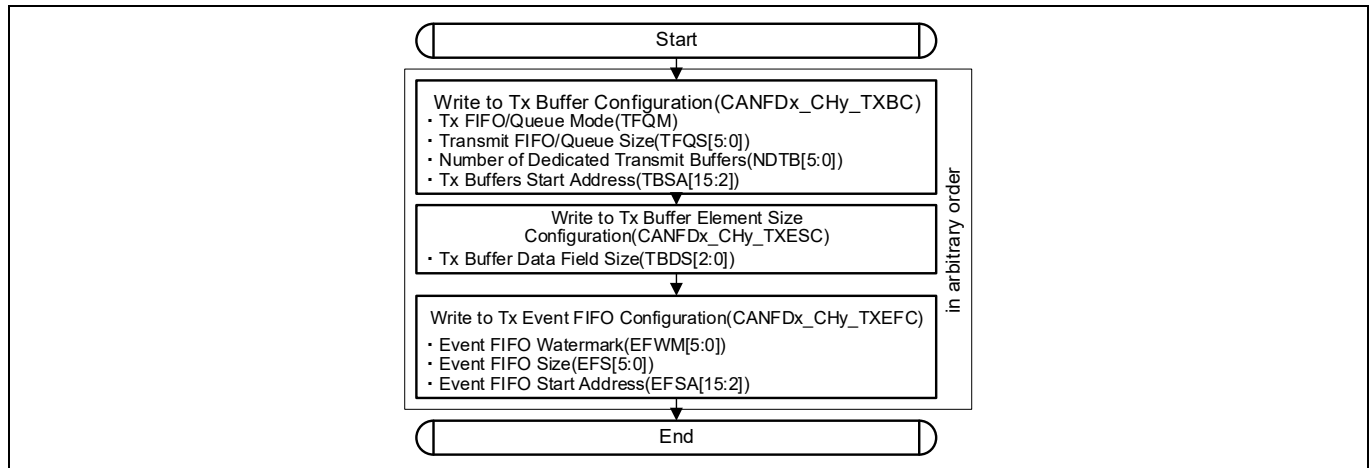 Start
Write to Tx Buffer Configuration(CANFDx_CHy_TXBC)
・Tx FIFO/Queue Mode(TFQM)
・Transmit FIFO/Queue Size(TFQS[5:0])
・Number of Dedicated Transmit Buffers(NDTB[5:0])
・Tx Buffers Start Address(TBSA[15:2])
Write to Tx Buffer Element Size
Configuration(CANFDx_CHy_TXESC)
・Tx Buffer Data Field Size(TBDS[2:0])
Write to Tx Event FIFO Configuration(CANFDx_CHy_TXEFC)
・Event FIFO Watermark(EFWM[5:0])
・Event FIFO Size(EFS[5:0])
・Event FIFO Start Address(EFSA[15:2])
in arbitrary order
End